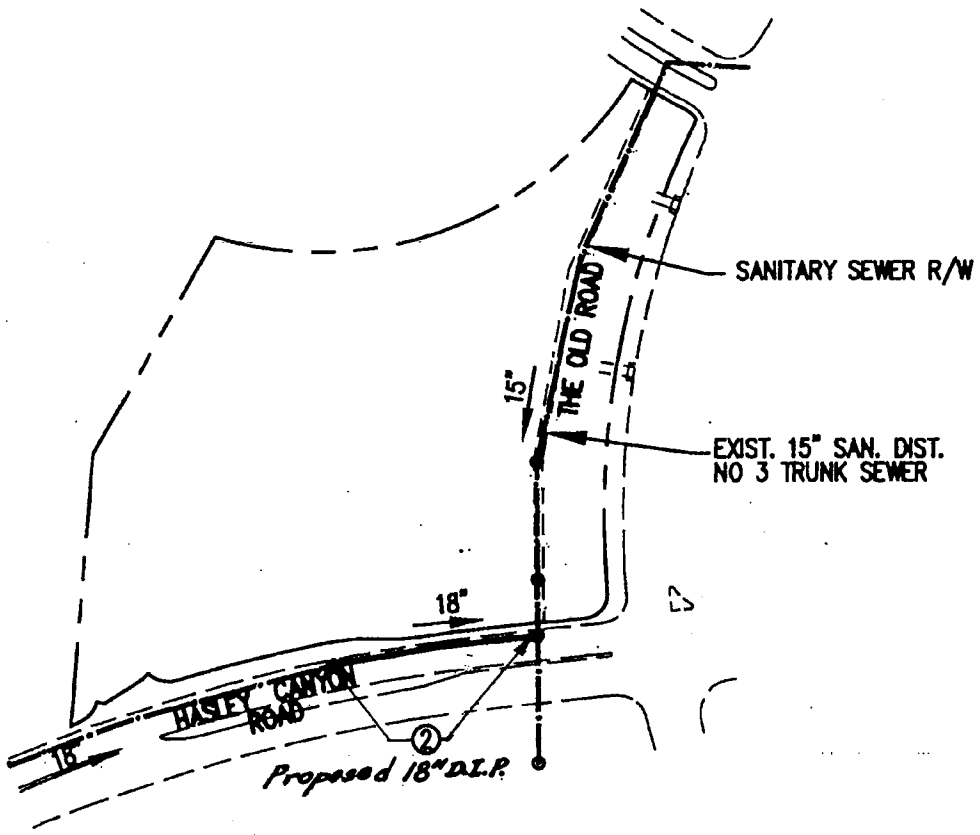 SANITARY SEWER R/W
THE OLD ROAD
15"
EXIST. 15" SAN. DIST.
NO 3 TRUNK SEWER
18"
HASLEY CANYON
ROAD
18"
2
Proposed 18" D.I.P.